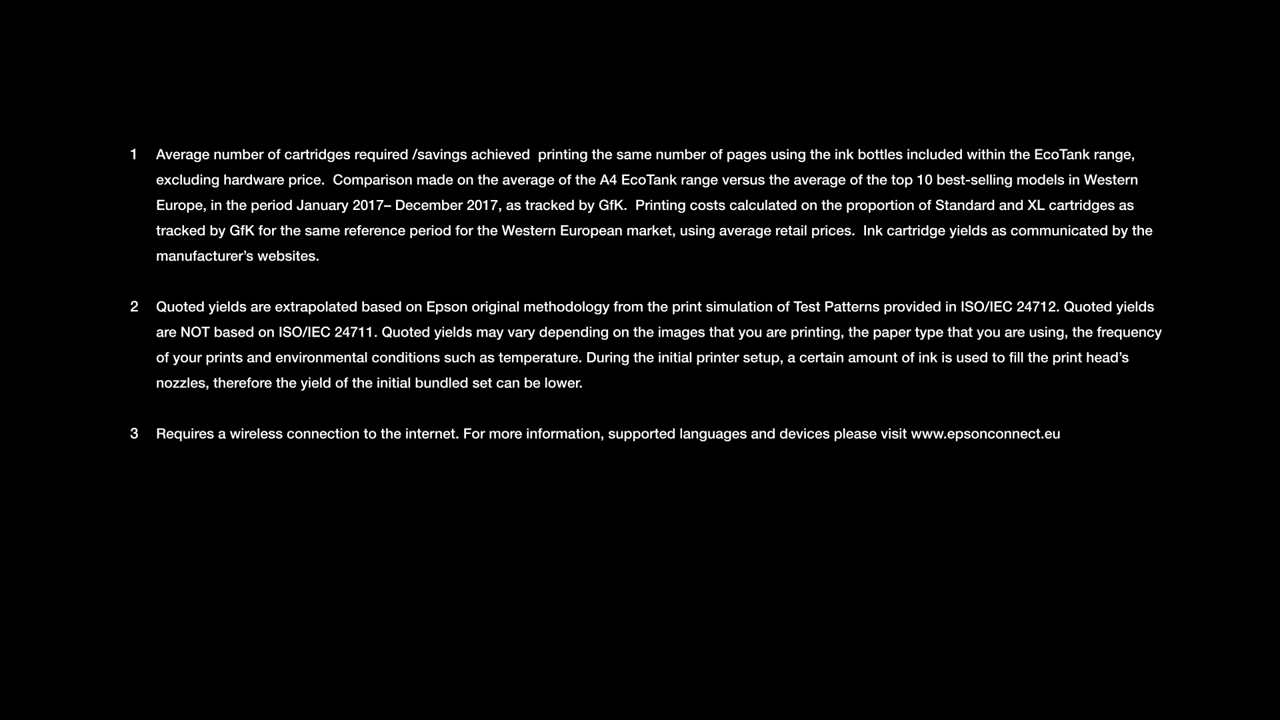 1 Average number of cartridges required /savings achieved  printing the same number of pages using the ink bottles included within the EcoTank range,
excluding hardware price.  Comparison made on the average of the A4 EcoTank range versus the average of the top 10 best-selling models in Western
Europe, in the period January 2017– December 2017, as tracked by GfK.  Printing costs calculated on the proportion of Standard and XL cartridges as
tracked by GfK for the same reference period for the Western European market, using average retail prices.  Ink cartridge yields as communicated by the
manufacturer’s websites.
2 Quoted yields are extrapolated based on Epson original methodology from the print simulation of Test Patterns provided in ISO/IEC 24712. Quoted yields
are NOT based on ISO/IEC 24711. Quoted yields may vary depending on the images that you are printing, the paper type that you are using, the frequency
of your prints and environmental conditions such as temperature. During the initial printer setup, a certain amount of ink is used to fill the print head’s
nozzles, therefore the yield of the initial bundled set can be lower.
3 Requires a wireless connection to the internet. For more information, supported languages and devices please visit www.epsonconnect.eu